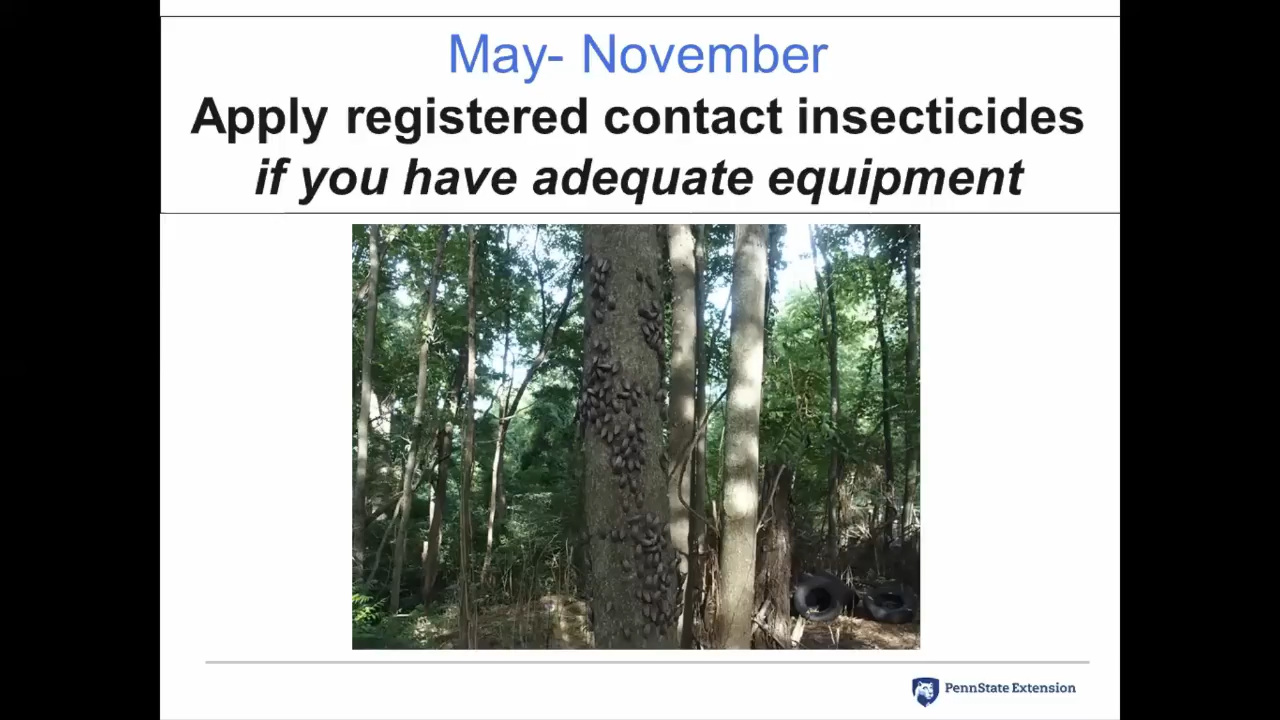 May- November
Apply registered contact insecticides
if you have adequate equipment
PennState Extension